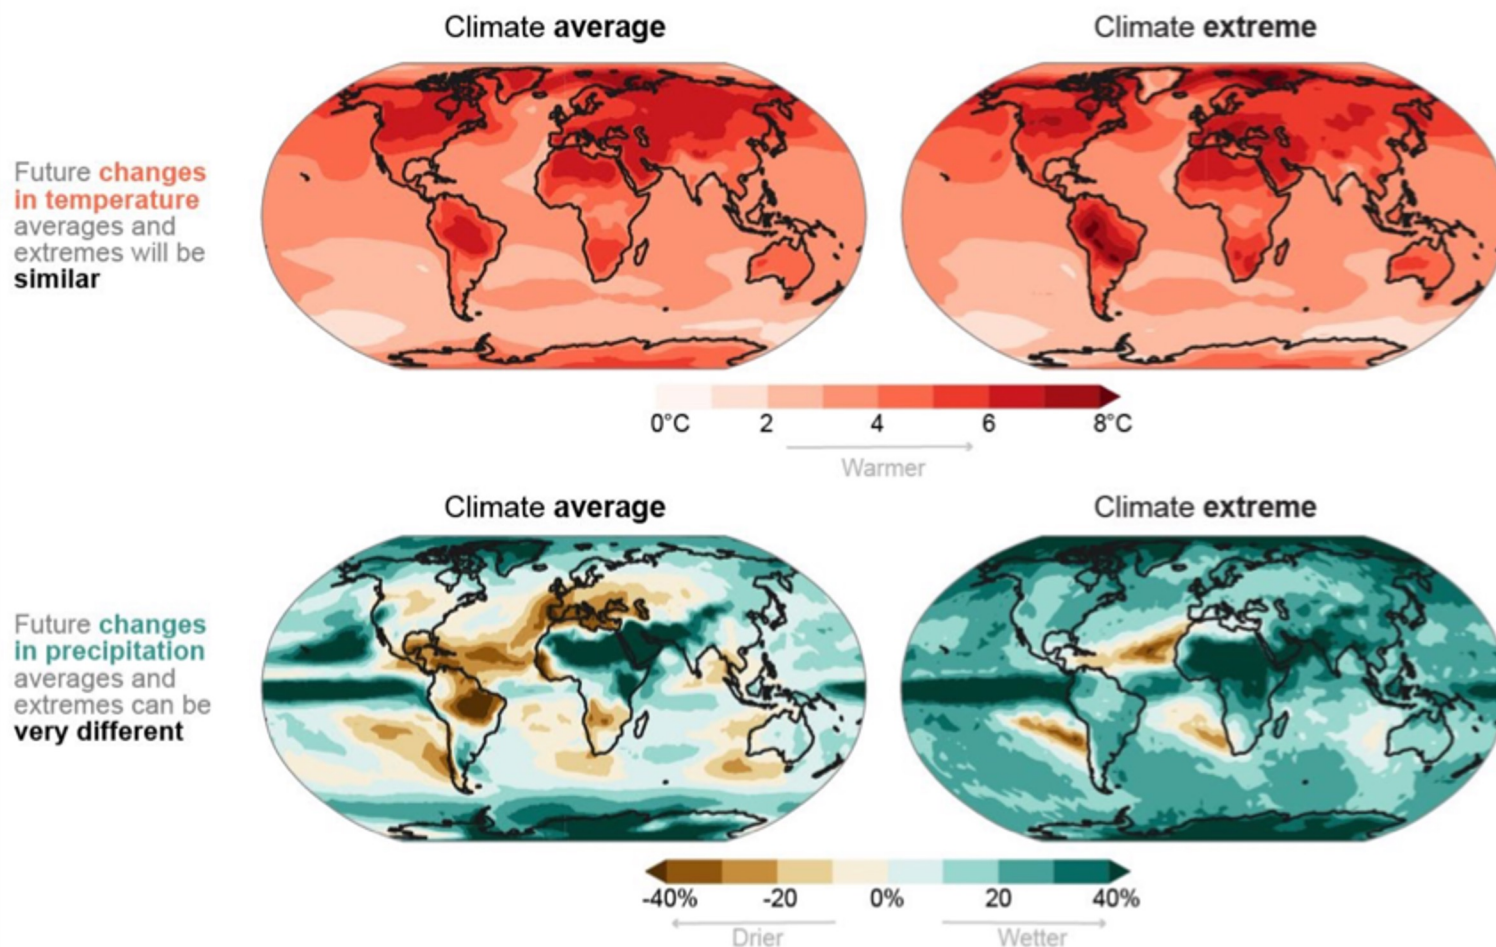 Climate average
Climate extreme
Future changes
in temperature
averages and
extremes will be
similar
0°C 2 4 6 8°C
Warmer
Climate average
Climate extreme
Future changes
in precipitation
averages and
extremes can be
very different
-40% -20 0% 20 40%
Drier
Wetter